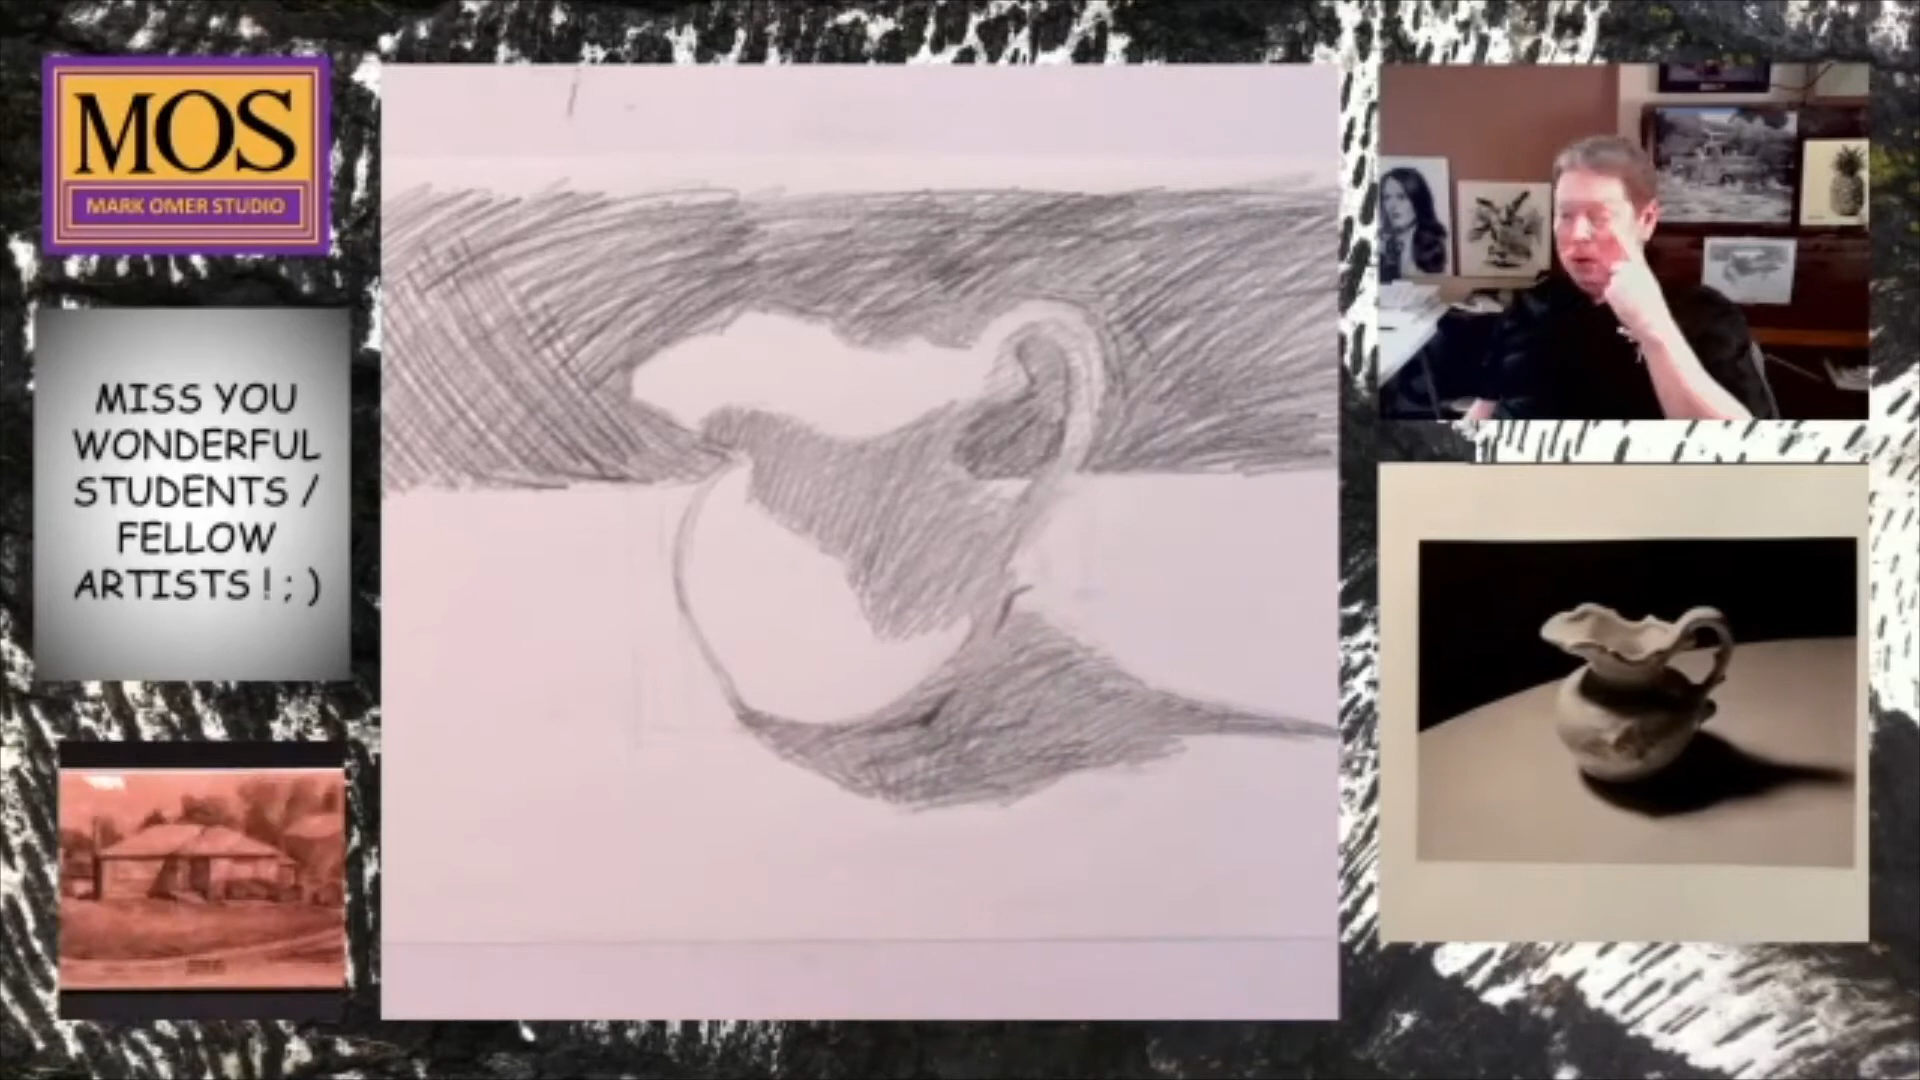 MOS
MARK OMER STUDIO
MISS YOU
WONDERFUL
STUDENTS /
FELLOW
ARTISTS ! ; )